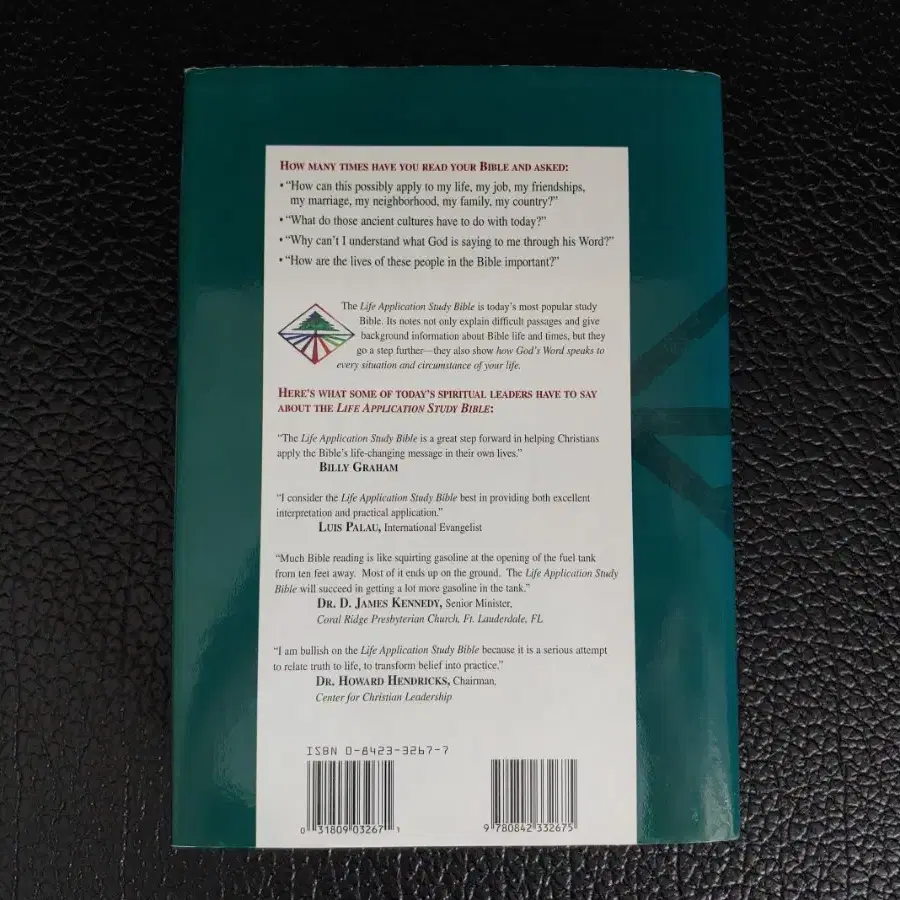 HOW MANY TIMES HAVE YOU READ YOUR BIBLE AND ASKED:
• "How can this possibly apply to my life, my job, my friendships,
my marriage, my neighborhood, my family, my country?"
• "What do those ancient cultures have to do with today?"
• "Why can't I understand what God is saying to me through his Word?"
• "How are the lives of these people in the Bible important?"
The Life Application Study Bible is today's most popular study
Bible. Its notes not only explain difficult passages and give
background information about Bible life and times, but they
go a step further—they also show how God's Word speaks to
every situation and circumstance of your life.
HERE'S WHAT SOME OF TODAY'S SPIRITUAL LEADERS HAVE TO SAY
ABOUT THE LIFE APPLICATION STUDY BIBLE:
"The Life Application Study Bible is a great step forward in helping Christians
apply the Bible's life-changing message in their own lives."
BILLY GRAHAM
"I consider the Life Application Study Bible best in providing both excellent
interpretation and practical application."
LUIS PALAU, International Evangelist
"Much Bible reading is like squirting gasoline at the opening of the fuel tank
from ten feet away. Most of it ends up on the ground. The Life Application Study
Bible will succeed in getting a lot more gasoline in the tank."
DR. D. JAMES KENNEDY, Senior Minister,
Coral Ridge Presbyterian Church, Ft. Lauderdale, FL
"I am bullish on the Life Application Study Bible because it is a serious attempt
to relate truth to life, to transform belief into practice."
DR. HOWARD HENDRICKS, Chairman,
Center for Christian Leadership
ISBN 0-8423-3267-7
0 31809 03267 1
9 780842 332675